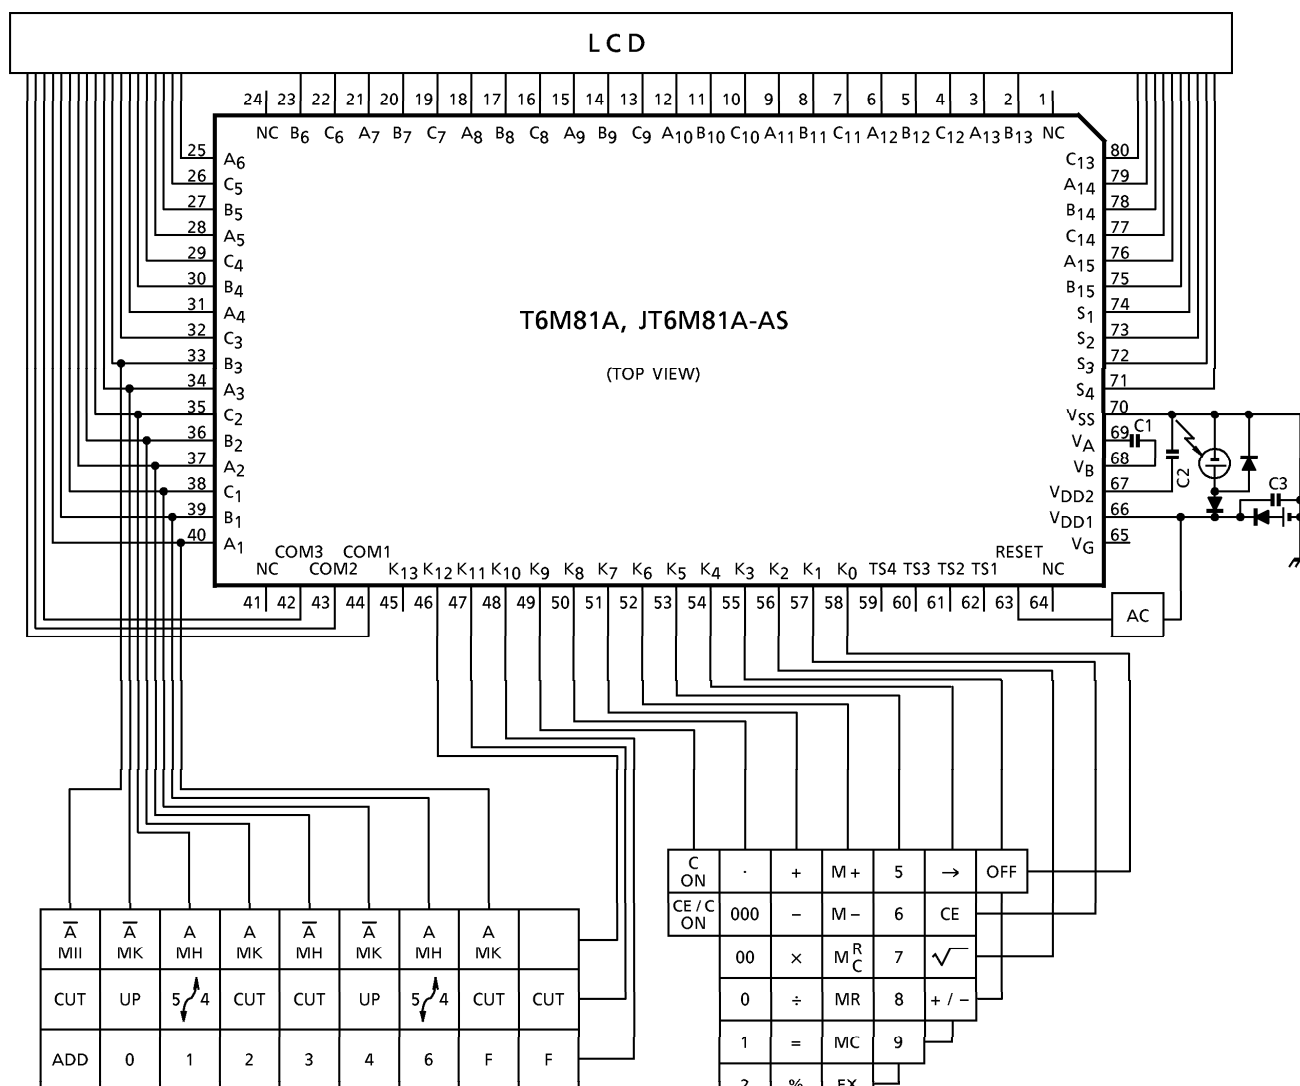 LCD
24 23 22 21 20 19 18 17 16 15 14 13 12 11 10 9 8 7 6 5 4 3 2 1
NC B6 C6 A7 B7 C7 A8 B8 C8 A9 B9 C9 A10 B10 C10 A11 B11 C11 A12 B12 C12 A13 B13 NC
25 A6
26 C5
27 B5
28 A5
29 C4
30 B4
31 A4
32 C3
33 B3
34 A3
35 C2
36 B2
37 A2
38 C1
39 B1
40 A1
T6M81A, JT6M81A-AS
(TOP VIEW)
C13 80
A14 79
B14 78
C14 77
A15 76
B15 75
S1 74
S2 73
S3 72
S4 71
VSS 70
VA 69
VB 68
VDD2 67
VDD1 66
VG 65
C1
C2
C3
COM3 COM1 RESET
NC COM2 K13 K12 K11 K10 K9 K8 K7 K6 K5 K4 K3 K2 K1 K0 TS4 TS3 TS2 TS1 NC
41 42 43 44 45 46 47 48 49 50 51 52 53 54 55 56 57 58 59 60 61 62 63 64
AC
C ON · + M+ 5 → OFF
CE/C ON 000 − M− 6 CE
00 × M R C 7 √
0 ÷ MR 8 +/−
1 = MC 9
2 % EX
A̅ MII A̅ MK A MH A MK A̅ MH A̅ MK A MH A MK
CUT UP 5 4 CUT CUT UP 5 4 CUT CUT
ADD 0 1 2 3 4 6 F F